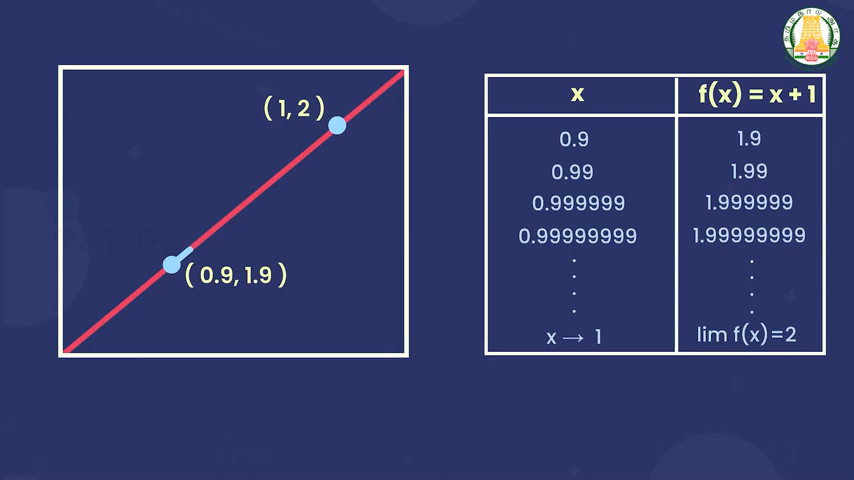 ( 1, 2 )
( 0.9, 1.9 )
x f(x) = x + 1
0.9 1.9
0.99 1.99
0.999999 1.999999
0.99999999 1.99999999
x → 1 lim f(x)=2